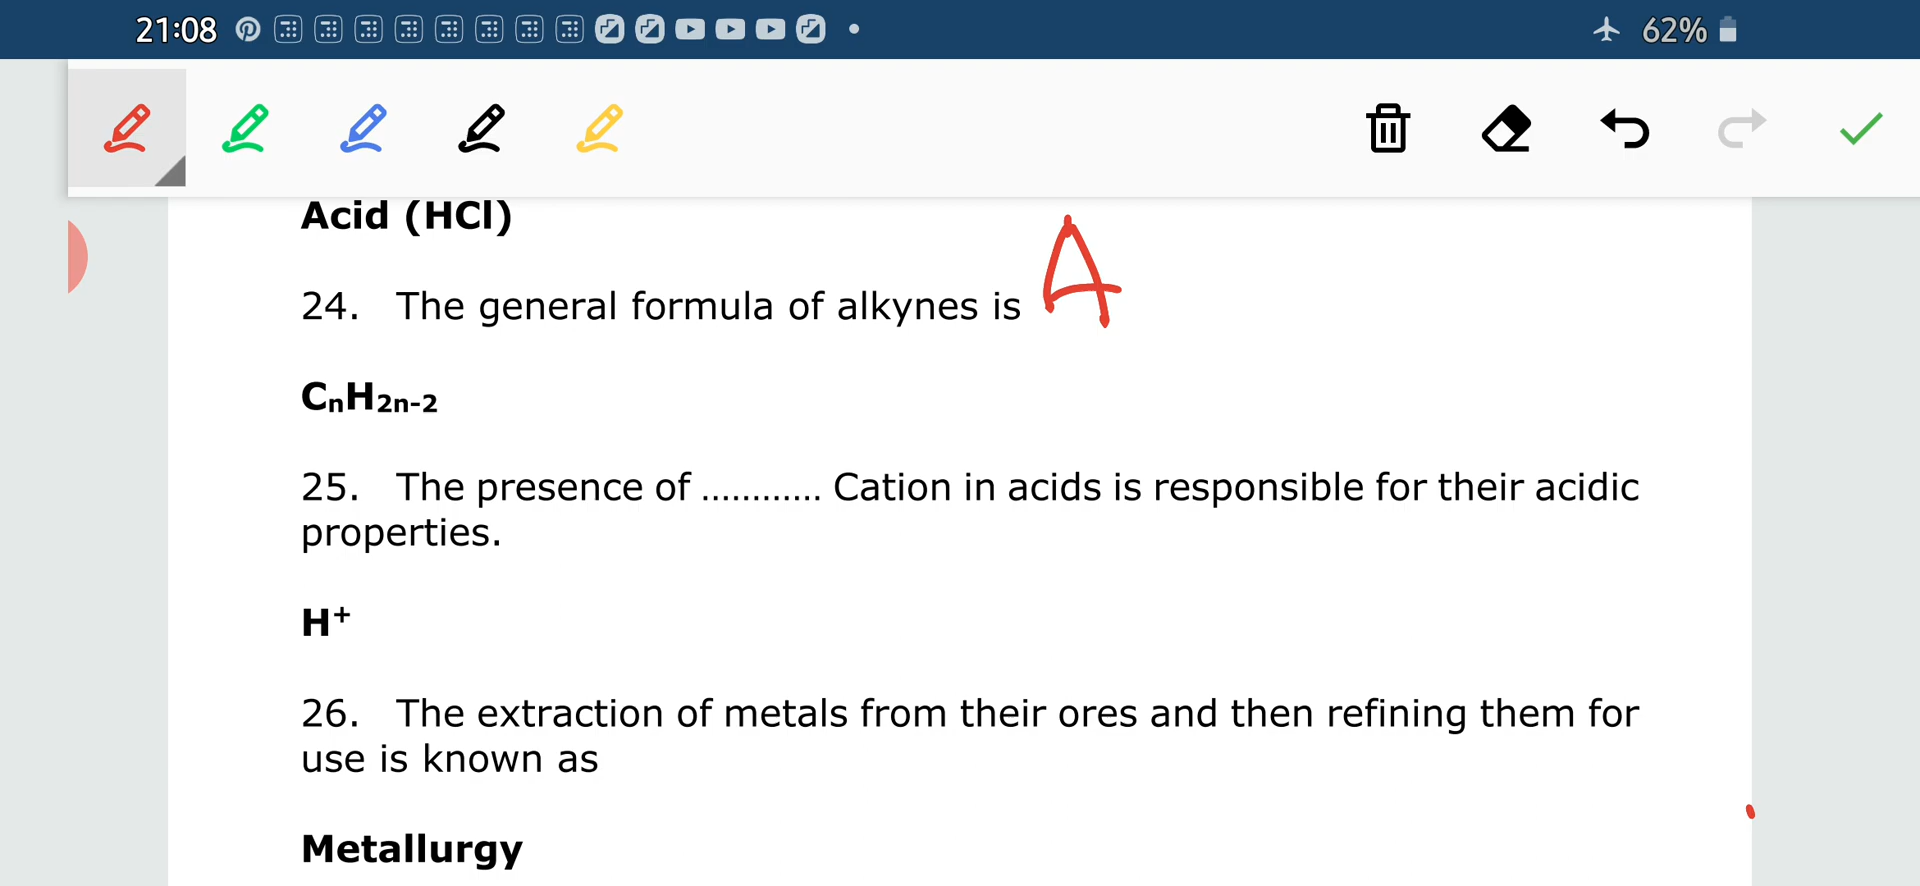 21:08
62%
Acid (HCl)
A
24. The general formula of alkynes is
CₙH₂ₙ₋₂
25. The presence of ............ Cation in acids is responsible for their acidic
properties.
H⁺
26. The extraction of metals from their ores and then refining them for
use is known as
Metallurgy